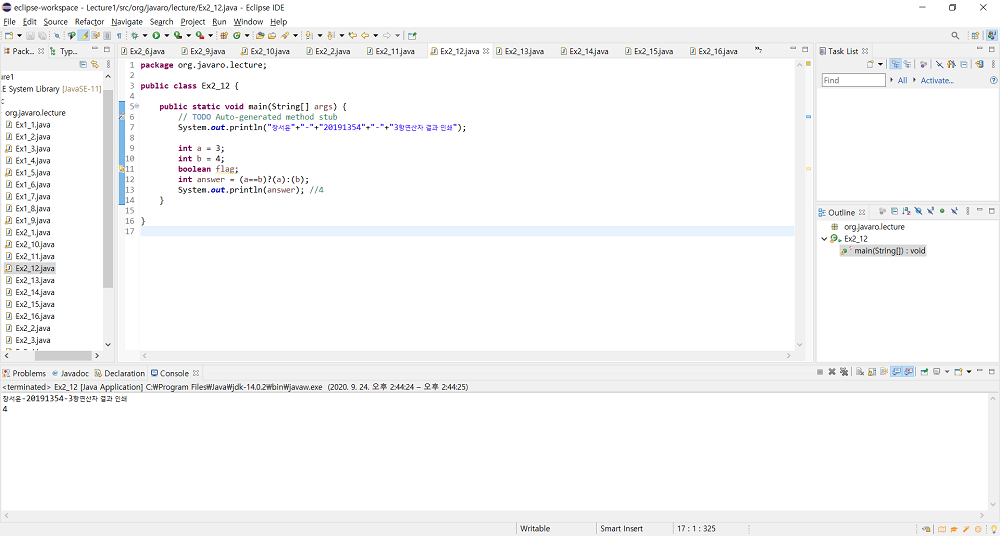 eclipse-workspace - Lecture1/src/org/javaro/lecture/Ex2_12.java - Eclipse IDE
File Edit Source Refactor Navigate Search Project Run Window Help
Pack... Typ...
Ex2_6.java Ex2_9.java Ex2_10.java Ex2_2.java Ex2_11.java Ex2_12.java Ex2_13.java Ex2_14.java Ex2_15.java Ex2_16.java
Task List
Find All Activate...
ure1
E System Library [JavaSE-11]
c
org.javaro.lecture
Ex1_1.java
Ex1_2.java
Ex1_3.java
Ex1_4.java
Ex1_5.java
Ex1_6.java
Ex1_7.java
Ex1_8.java
Ex1_9.java
Ex2_1.java
Ex2_10.java
Ex2_11.java
Ex2_12.java
Ex2_13.java
Ex2_14.java
Ex2_15.java
Ex2_16.java
Ex2_2.java
Ex2_3.java
1 package org.javaro.lecture;
2
3 public class Ex2_12 {
4
5 public static void main(String[] args) {
6 // TODO Auto-generated method stub
7 System.out.println("장서윤"+"-"+"20191354"+"-"+"3항연산자 결과 인쇄");
8
9 int a = 3;
10 int b = 4;
11 boolean flag;
12 int answer = (a==b)?(a):(b);
13 System.out.println(answer); //4
14 }
15
16 }
17
Outline
org.javaro.lecture
Ex2_12
main(String[]) : void
Problems Javadoc Declaration Console
<terminated> Ex2_12 [Java Application] C:₩Program Files₩Java₩jdk-14.0.2₩bin₩javaw.exe (2020. 9. 24. 오후 2:44:24 – 오후 2:44:25)
장서윤-20191354-3항연산자 결과 인쇄
4
Writable Smart Insert 17 : 1 : 325